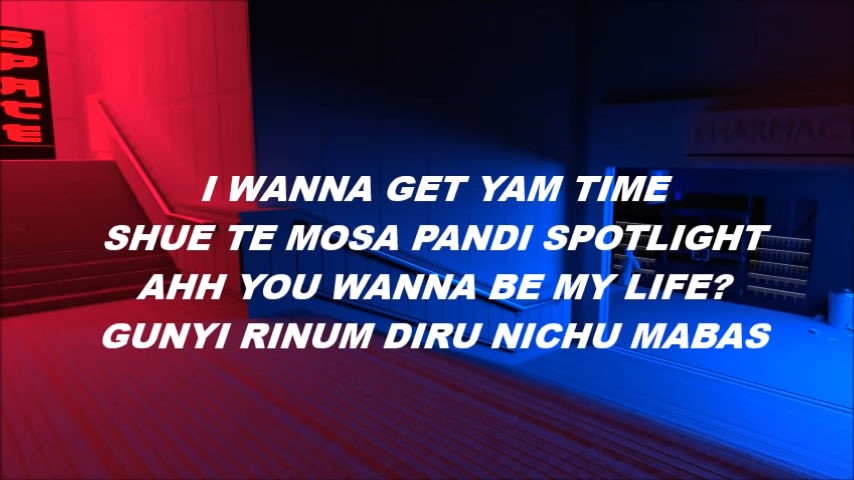 SPACE
PHARMACY
I WANNA GET YAM TIME
SHUE TE MOSA PANDI SPOTLIGHT
AHH YOU WANNA BE MY LIFE?
GUNYI RINUM DIRU NICHU MABAS